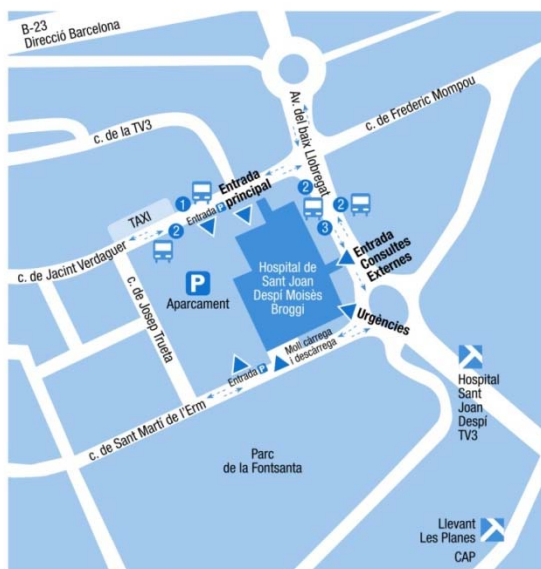 B-23
Direcció Barcelona
c. de la TV3
Av. del baix Llobregat
c. de Frederic Mompou
TAXI
1
2
Entrada
principal
Entrada P
2
2
3
c. de Jacint Verdaguer
c. de Josep Trueta
P
Aparcament
Hospital de
Sant Joan
Despí Moisès
Broggi
Entrada
Consultes
Externes
Urgències
Moll càrrega
i descàrrega
Entrada P
c. de Sant Martí de l'Erm
Hospital
Sant
Joan
Despí
TV3
Parc
de la Fontsanta
Llevant
Les Planes
CAP